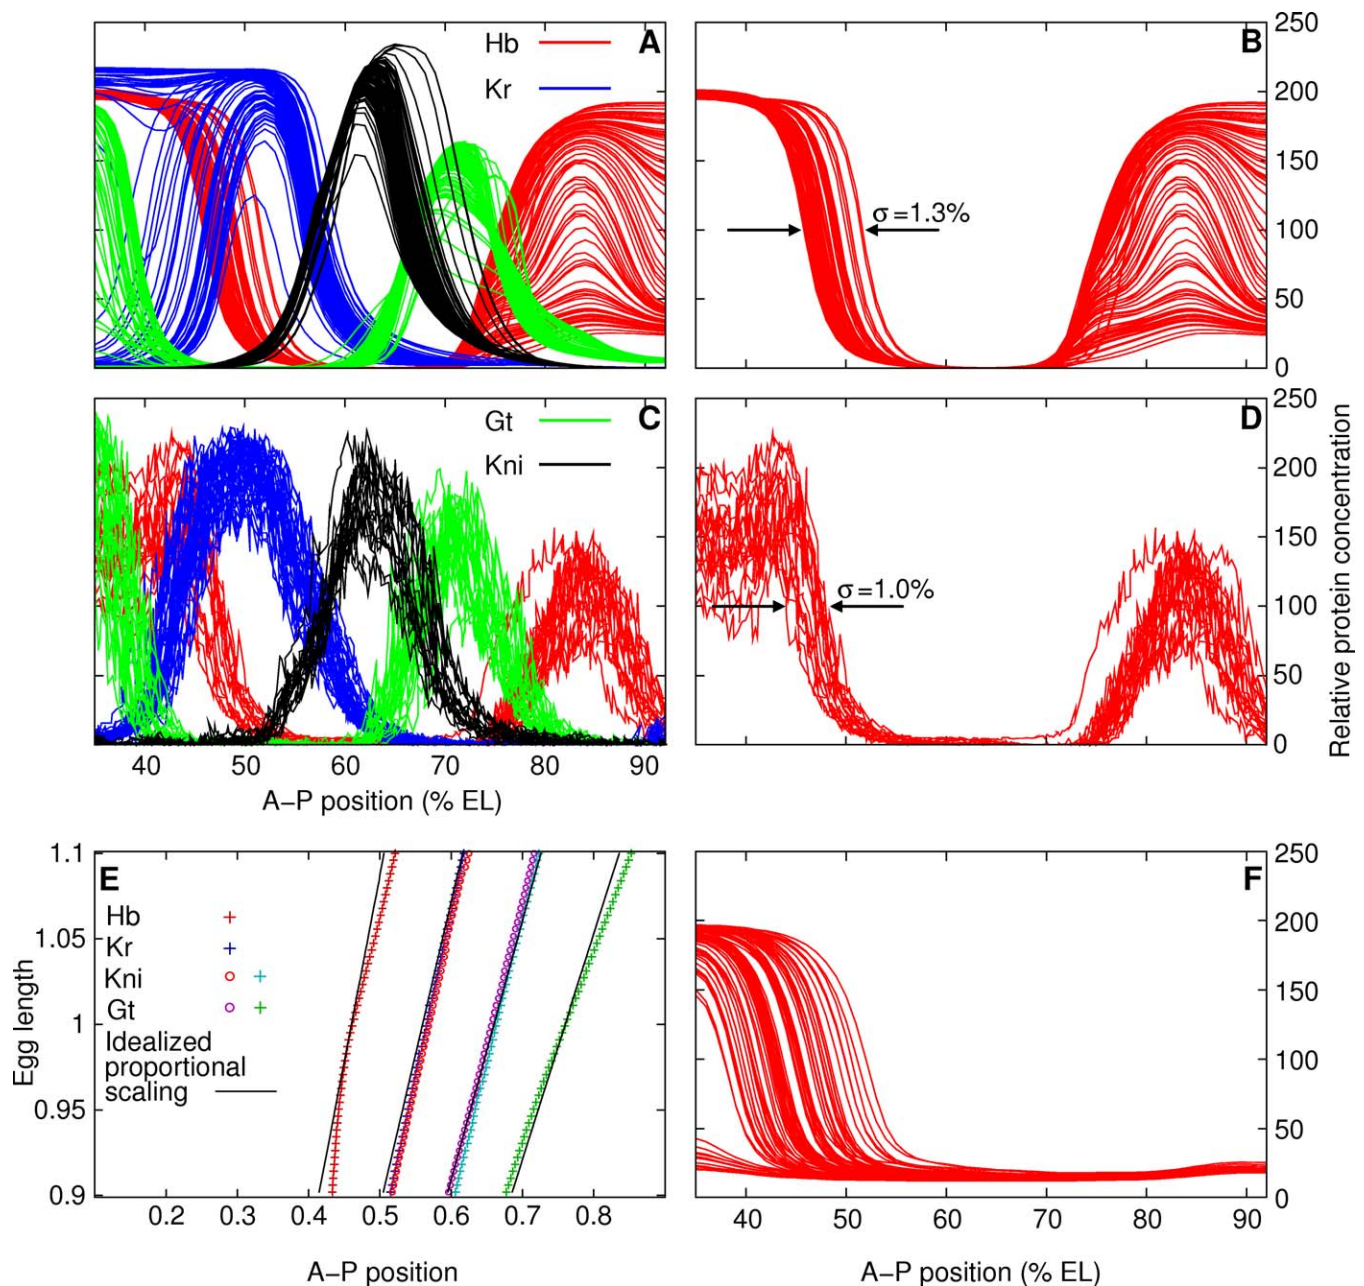 A
Hb
Kr
B
250
200
150
100
50
0
σ=1.3%
C
Gt
Kni
D
250
200
150
100
50
0
σ=1.0%
Relative protein concentration
40 50 60 70 80 90
A–P position (% EL)
E
1.1
1.05
1
0.95
0.9
Egg length
Hb
Kr
Kni
Gt
Idealized
proportional
scaling
0.2 0.3 0.4 0.5 0.6 0.7 0.8
A–P position
F
250
200
150
100
50
0
40 50 60 70 80 90
A–P position (% EL)